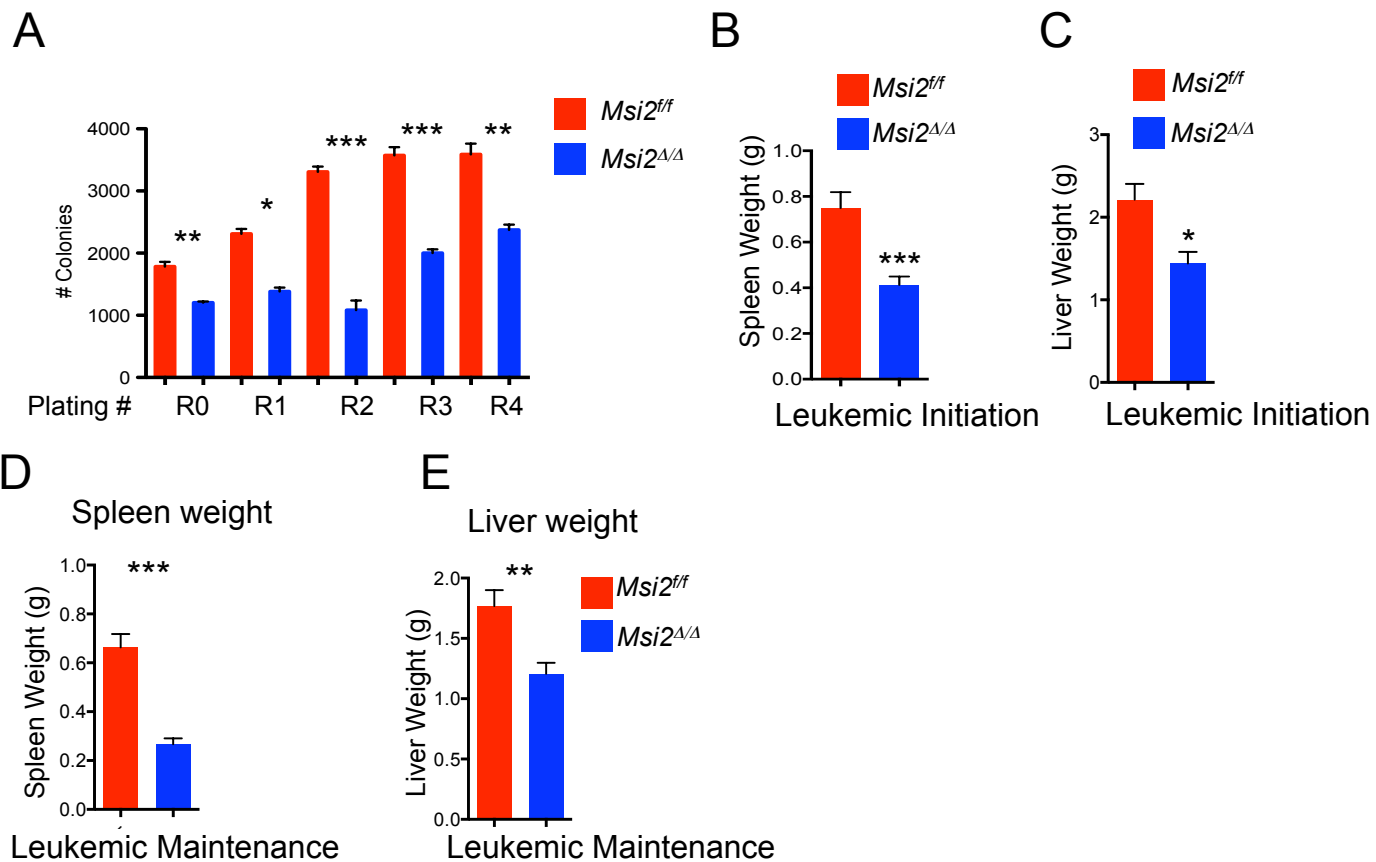 A
Msi2f/f
Msi2Δ/Δ
4000
3000
2000
1000
0
# Colonies
**
*
***
***
**
Plating # R0 R1 R2 R3 R4
B
Msi2f/f
Msi2Δ/Δ
1.0
0.8
0.6
0.4
0.2
0.0
Spleen Weight (g)
***
Leukemic Initiation
C
Msi2f/f
Msi2Δ/Δ
3
2
1
0
Liver Weight (g)
*
Leukemic Initiation
D
Spleen weight
1.0
0.8
0.6
0.4
0.2
0.0
Spleen Weight (g)
***
Leukemic Maintenance
E
Liver weight
2.0
1.5
1.0
0.5
0.0
Liver Weight (g)
**
Msi2f/f
Msi2Δ/Δ
Leukemic Maintenance